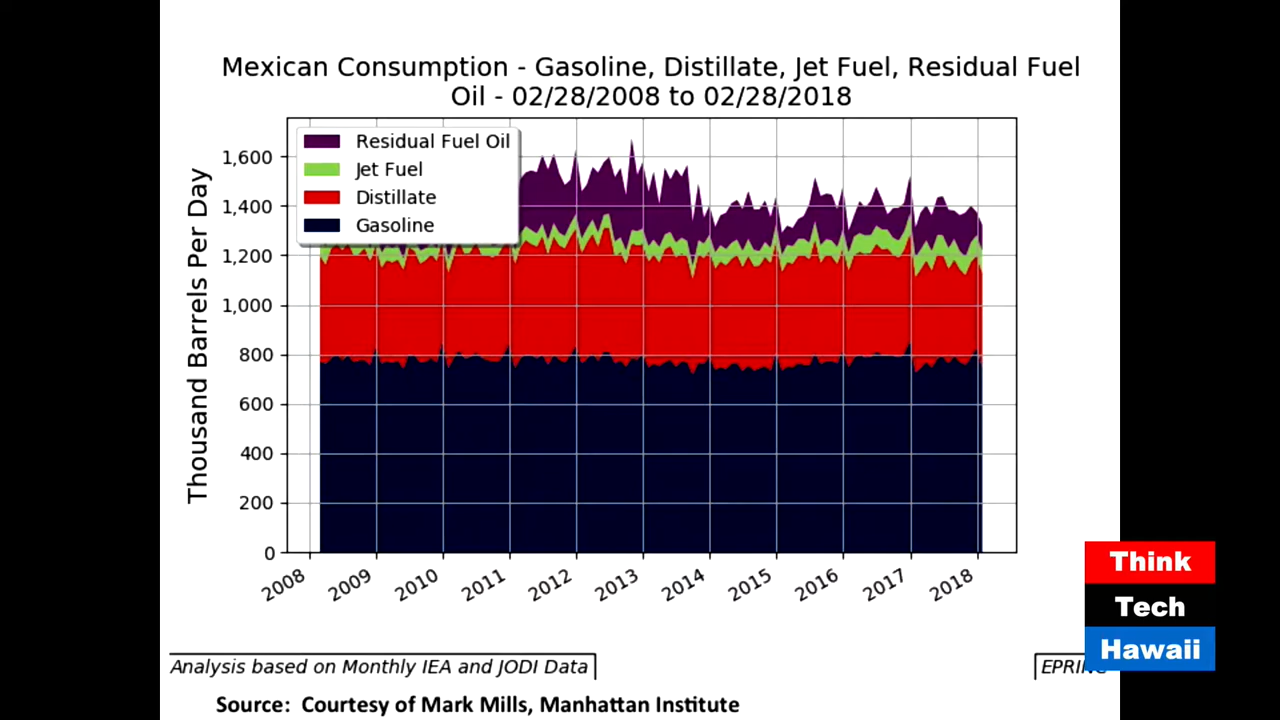 Mexican Consumption - Gasoline, Distillate, Jet Fuel, Residual Fuel
Oil - 02/28/2008 to 02/28/2018
Thousand Barrels Per Day
Residual Fuel Oil
Jet Fuel
Distillate
Gasoline
1,600
1,400
1,200
1,000
800
600
400
200
0
2008
2009
2010
2011
2012
2013
2014
2015
2016
2017
2018
Think
Tech
Hawaii
Analysis based on Monthly IEA and JODI Data
Source: Courtesy of Mark Mills, Manhattan Institute